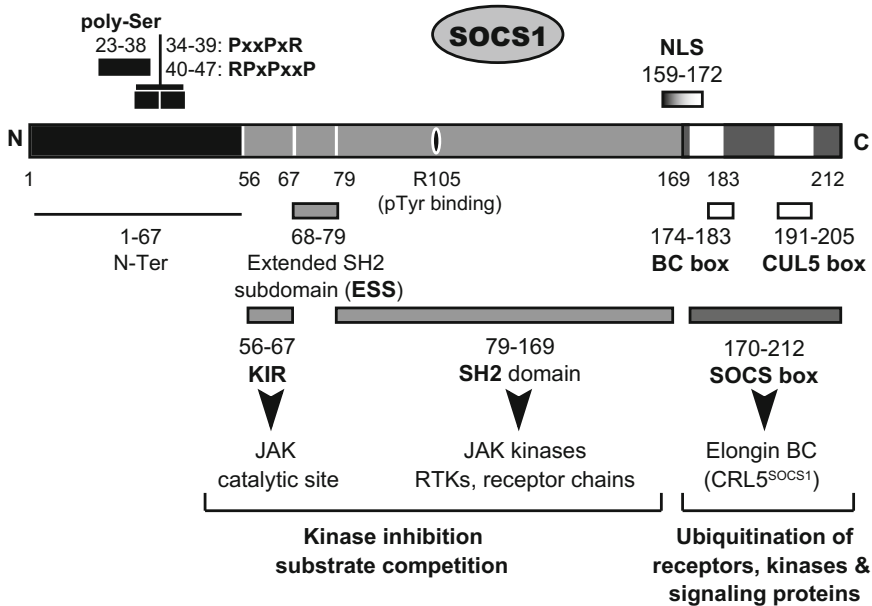 poly-Ser
23-38
34-39: PxxPxR
40-47: RPxPxxP
SOCS1
NLS
159-172
N
C
1
56
67
79
R105
(pTyr binding)
169
183
212
1-67
N-Ter
68-79
Extended SH2
subdomain (ESS)
174-183
BC box
191-205
CUL5 box
56-67
KIR
79-169
SH2 domain
170-212
SOCS box
JAK
catalytic site
JAK kinases
RTKs, receptor chains
Elongin BC
(CRL5SOCS1)
Kinase inhibition
substrate competition
Ubiquitination of
receptors, kinases &
signaling proteins